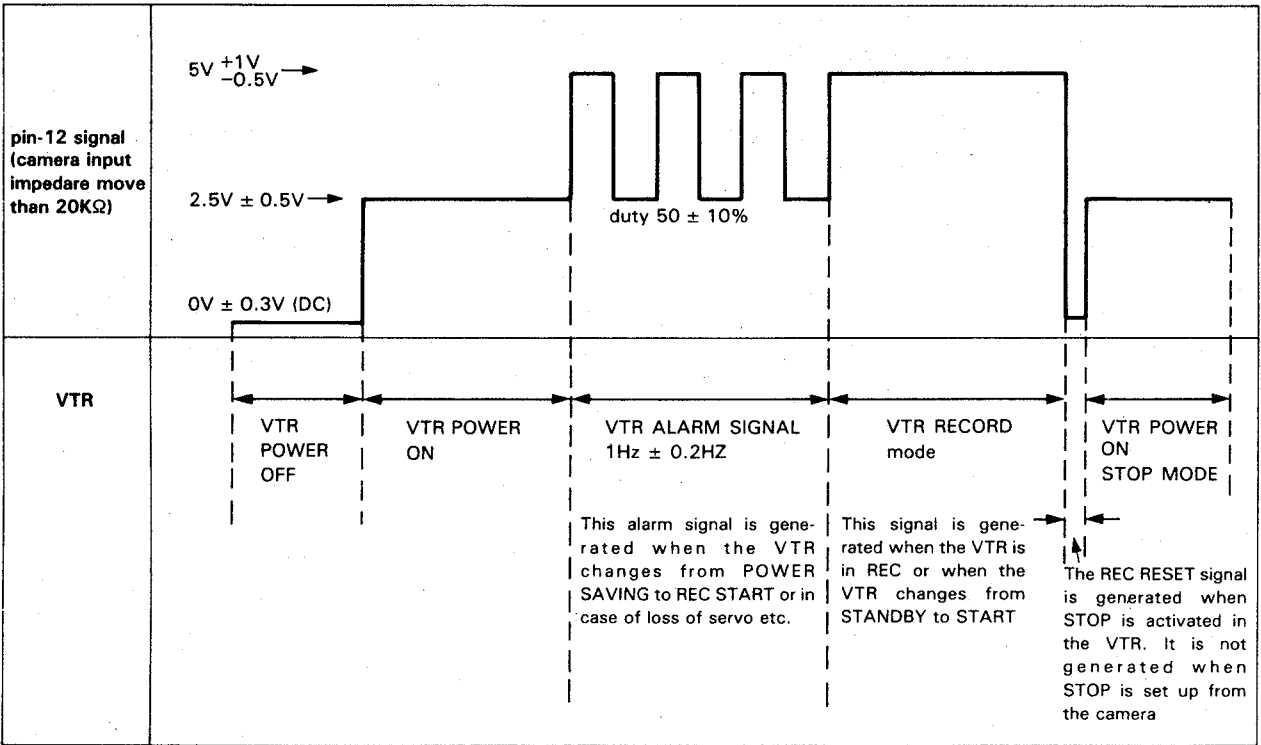 5V +1V
−0.5V
pin-12 signal
(camera input
impedare move
than 20KΩ)
2.5V ± 0.5V
duty 50 ± 10%
0V ± 0.3V (DC)
VTR
VTR
POWER
OFF
VTR POWER
ON
VTR ALARM SIGNAL
1Hz ± 0.2HZ
VTR RECORD
mode
VTR POWER
ON
STOP MODE
This alarm signal is gene-
rated when the VTR
changes from POWER
SAVING to REC START or in
case of loss of servo etc.
This signal is gene-
rated when the VTR is
in REC or when the
VTR changes from
STANDBY to START
The REC RESET signal
is generated when
STOP is activated in
the VTR. It is not
generated when
STOP is set up from
the camera